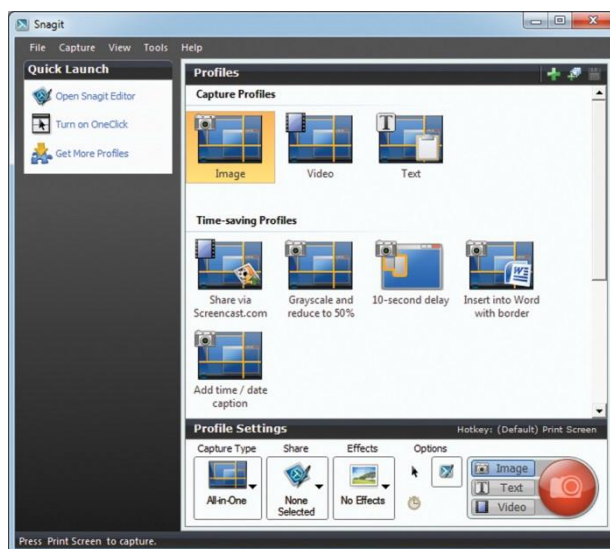 Snagit
File Capture View Tools Help
Quick Launch
Open Snagit Editor
Turn on OneClick
Get More Profiles
Profiles
Capture Profiles
Image
Video
T
Text
Time-saving Profiles
Share via
Screencast.com
Grayscale and
reduce to 50%
10-second delay
W
Insert into Word
with border
Add time / date
caption
Profile Settings
Hotkey: (Default) Print Screen
Capture Type
Share
Effects
Options
All-in-One
None
Selected
No Effects
Image
T Text
Video
Press Print Screen to capture.